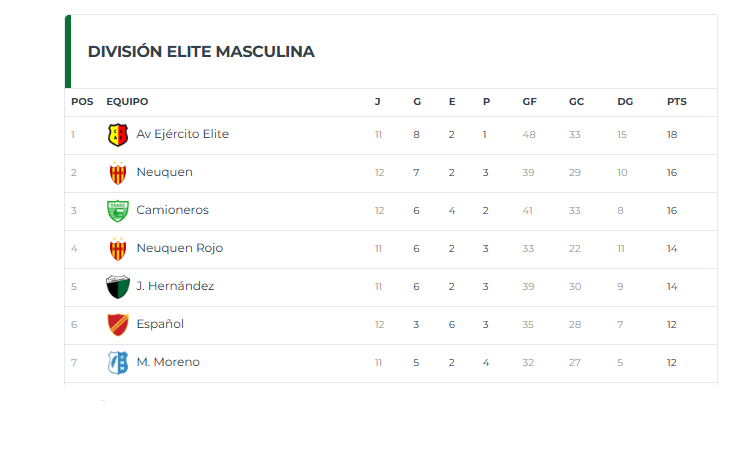 DIVISIÓN ELITE MASCULINA
POS EQUIPO J G E P GF GC DG PTS
1 Av Ejército Elite 11 8 2 1 48 33 15 18
2 Neuquen 12 7 2 3 39 29 10 16
3 Camioneros 12 6 4 2 41 33 8 16
4 Neuquen Rojo 11 6 2 3 33 22 11 14
5 J. Hernández 11 6 2 3 39 30 9 14
6 Español 12 3 6 3 35 28 7 12
7 M. Moreno 11 5 2 4 32 27 5 12